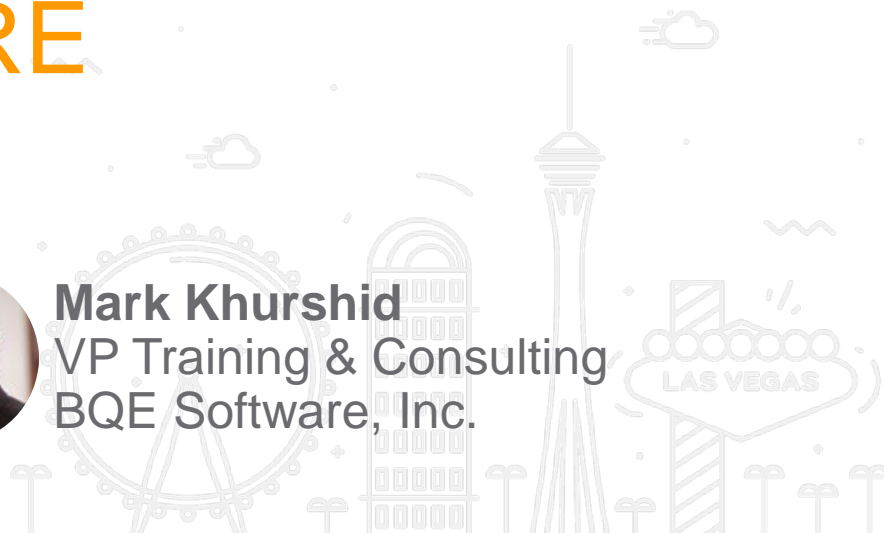 RE
Mark Khurshid
VP Training & Consulting
BQE Software, Inc.
LAS VEGAS